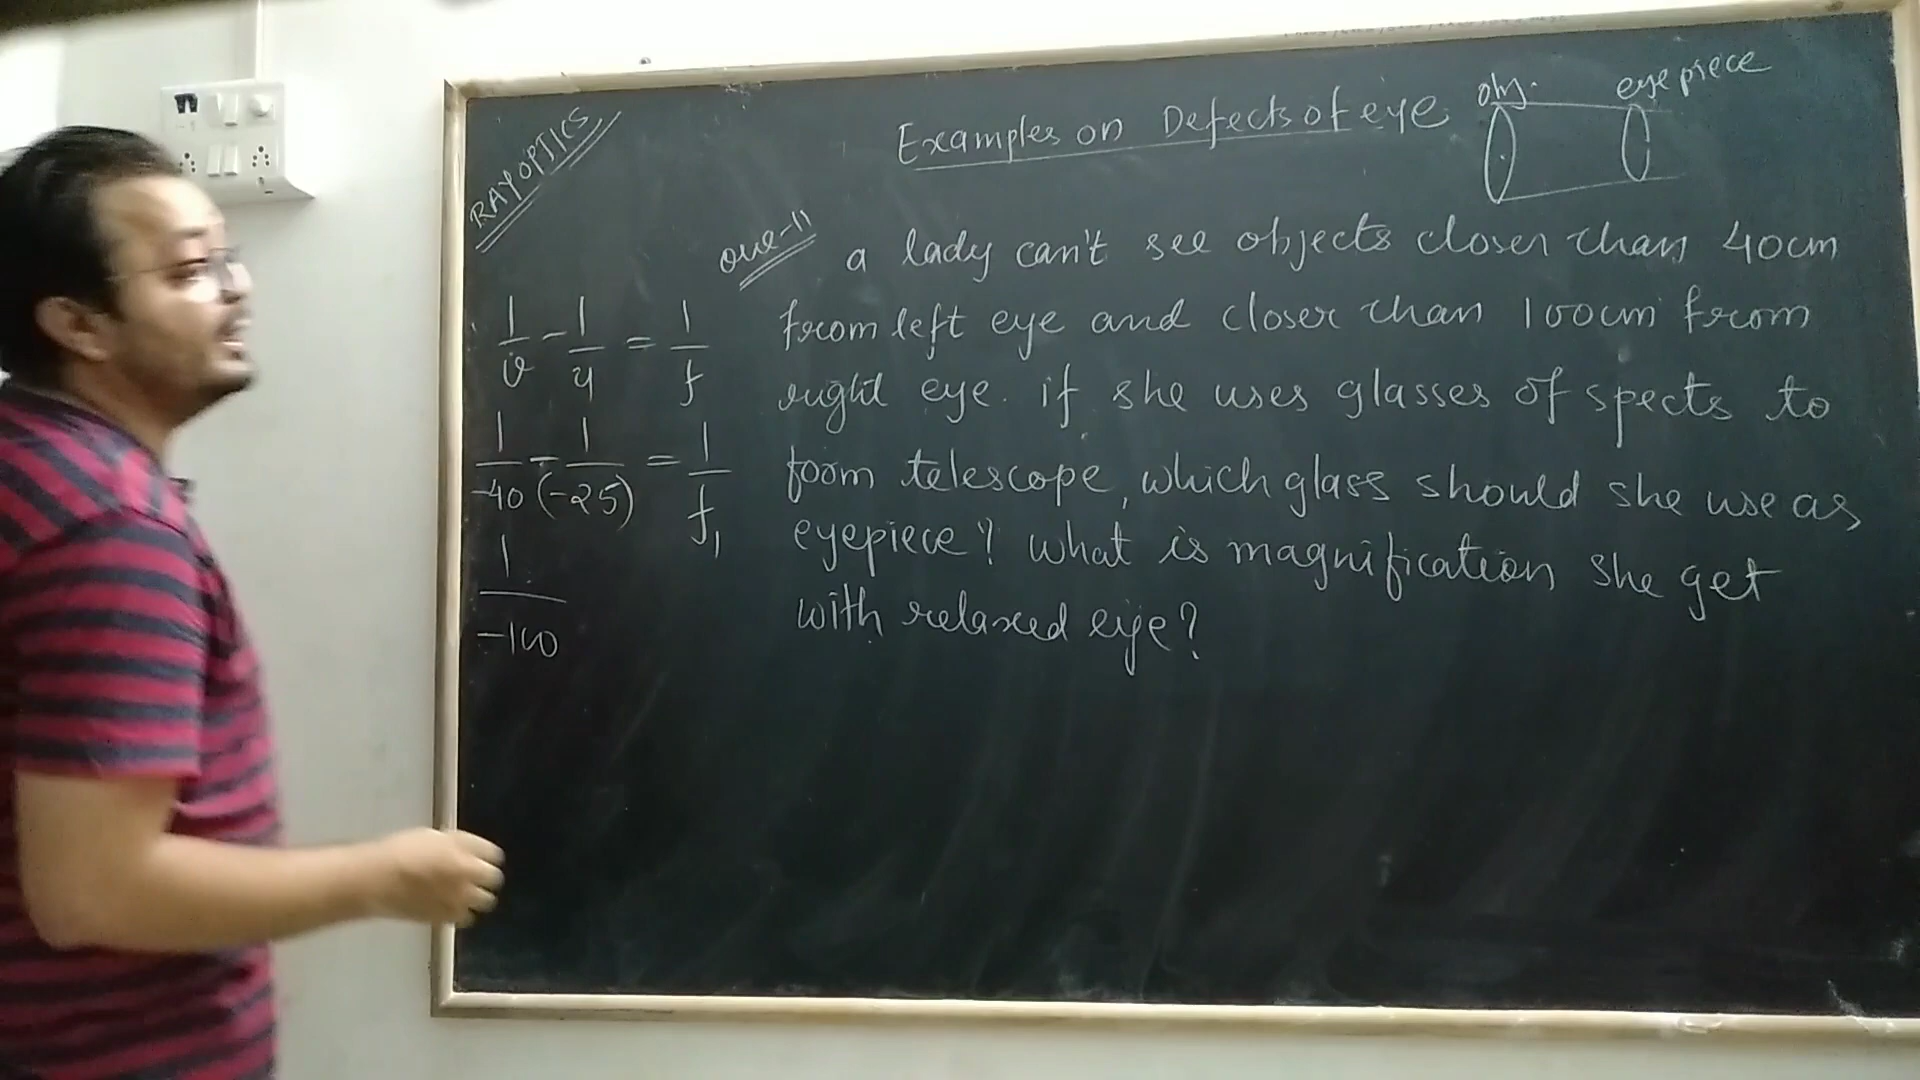 RAY OPTICS
Examples on Defects of eye
obj.
eye piece
que-11 a lady can't see objects closer than 40cm
from left eye and closer than 100cm from
right eye. if she uses glasses of spects to
form telescope, which glass should she use as
eyepiece? What is magnification she get
with relaxed eye?
1/v - 1/u = 1/f
1/-40 - 1/(-25) = 1/f₁
1/-100